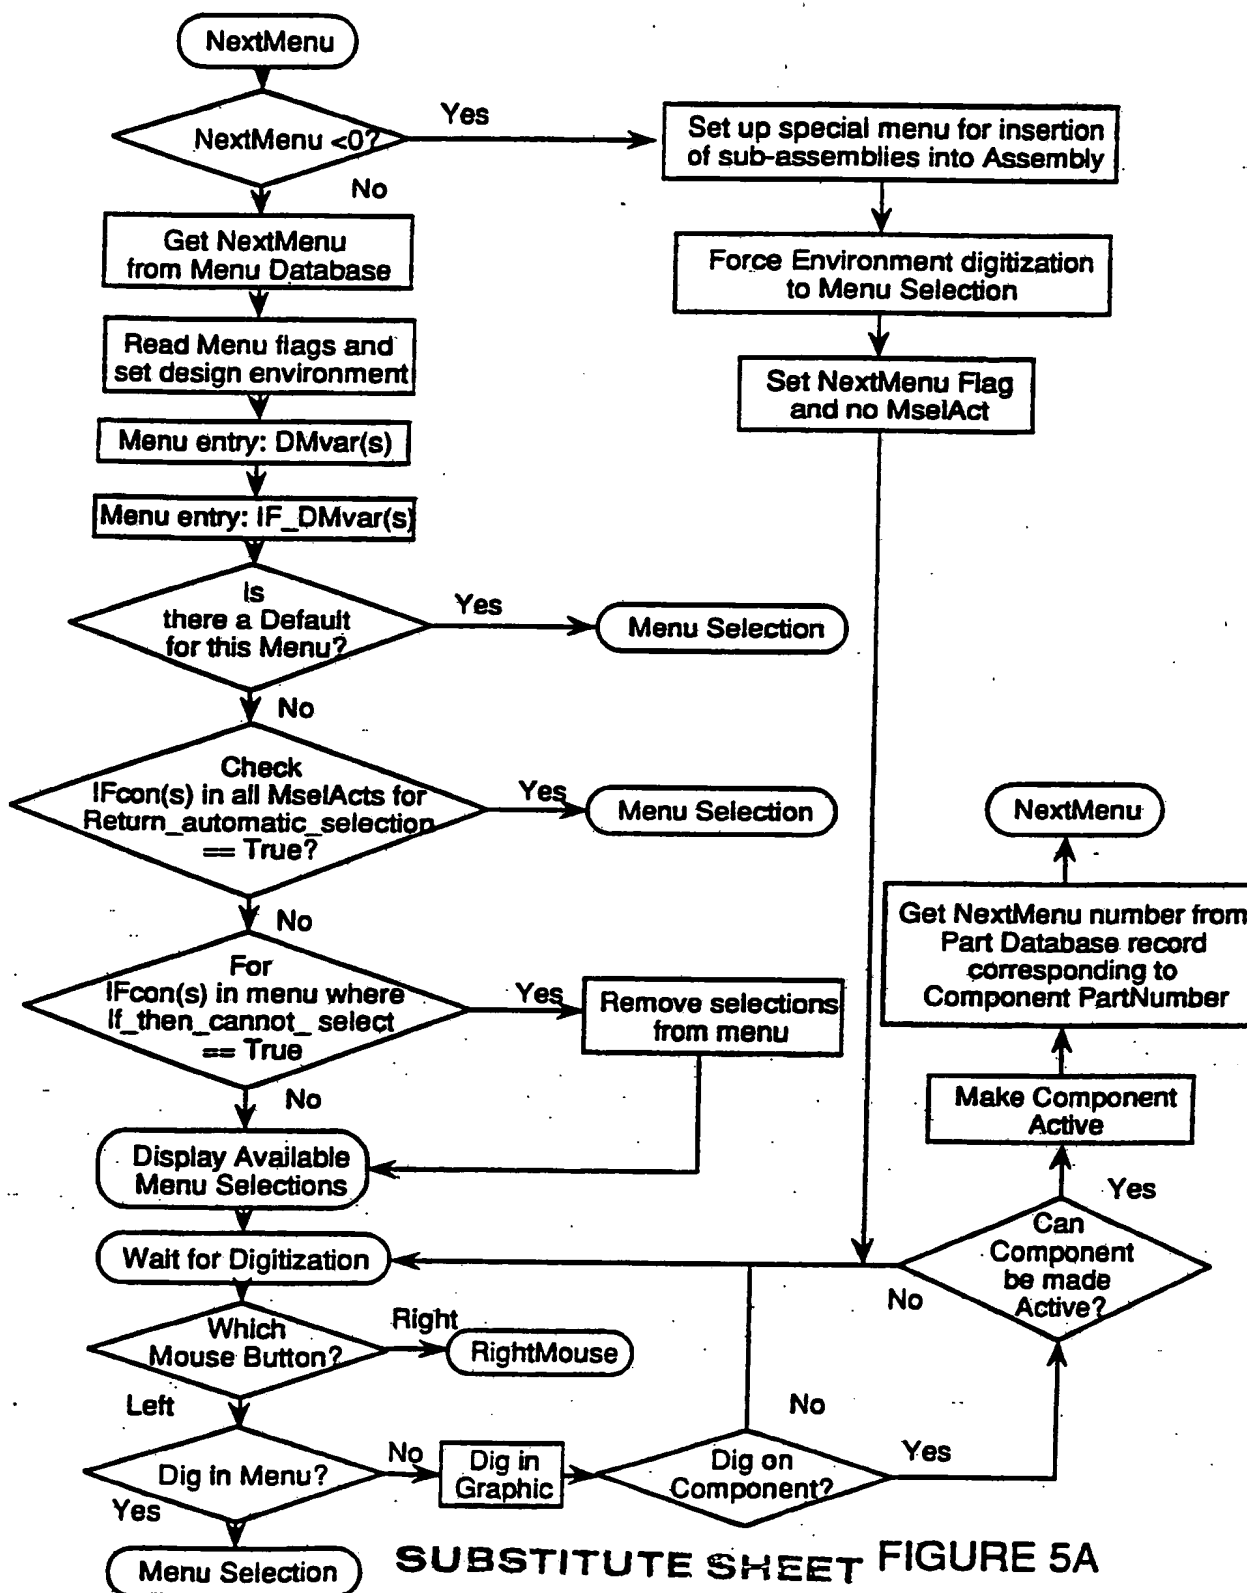 NextMenu
NextMenu <0?
Yes
Set up special menu for insertion
of sub-assemblies into Assembly
No
Get NextMenu
from Menu Database
Force Environment digitization
to Menu Selection
Read Menu flags and
set design environment
Set NextMenu Flag
and no MselAct
Menu entry: DMvar(s)
Menu entry: IF_DMvar(s)
Is
there a Default
for this Menu?
Yes
Menu Selection
No
Check
IFcon(s) in all MselActs for
Return_automatic_selection
== True?
Yes
Menu Selection
NextMenu
No
Get NextMenu number from
Part Database record
corresponding to
Component PartNumber
For
IFcon(s) in menu where
If_then_cannot_ select
== True
Yes
Remove selections
from menu
Make Component
Active
No
Display Available
Menu Selections
Yes
Can
Component
be made
Active?
No
Wait for Digitization
Which
Mouse Button?
Right
RightMouse
Left
No
Dig in Menu?
No
Dig in
Graphic
Dig on
Component?
Yes
Yes
Menu Selection
SUBSTITUTE SHEET
FIGURE 5A